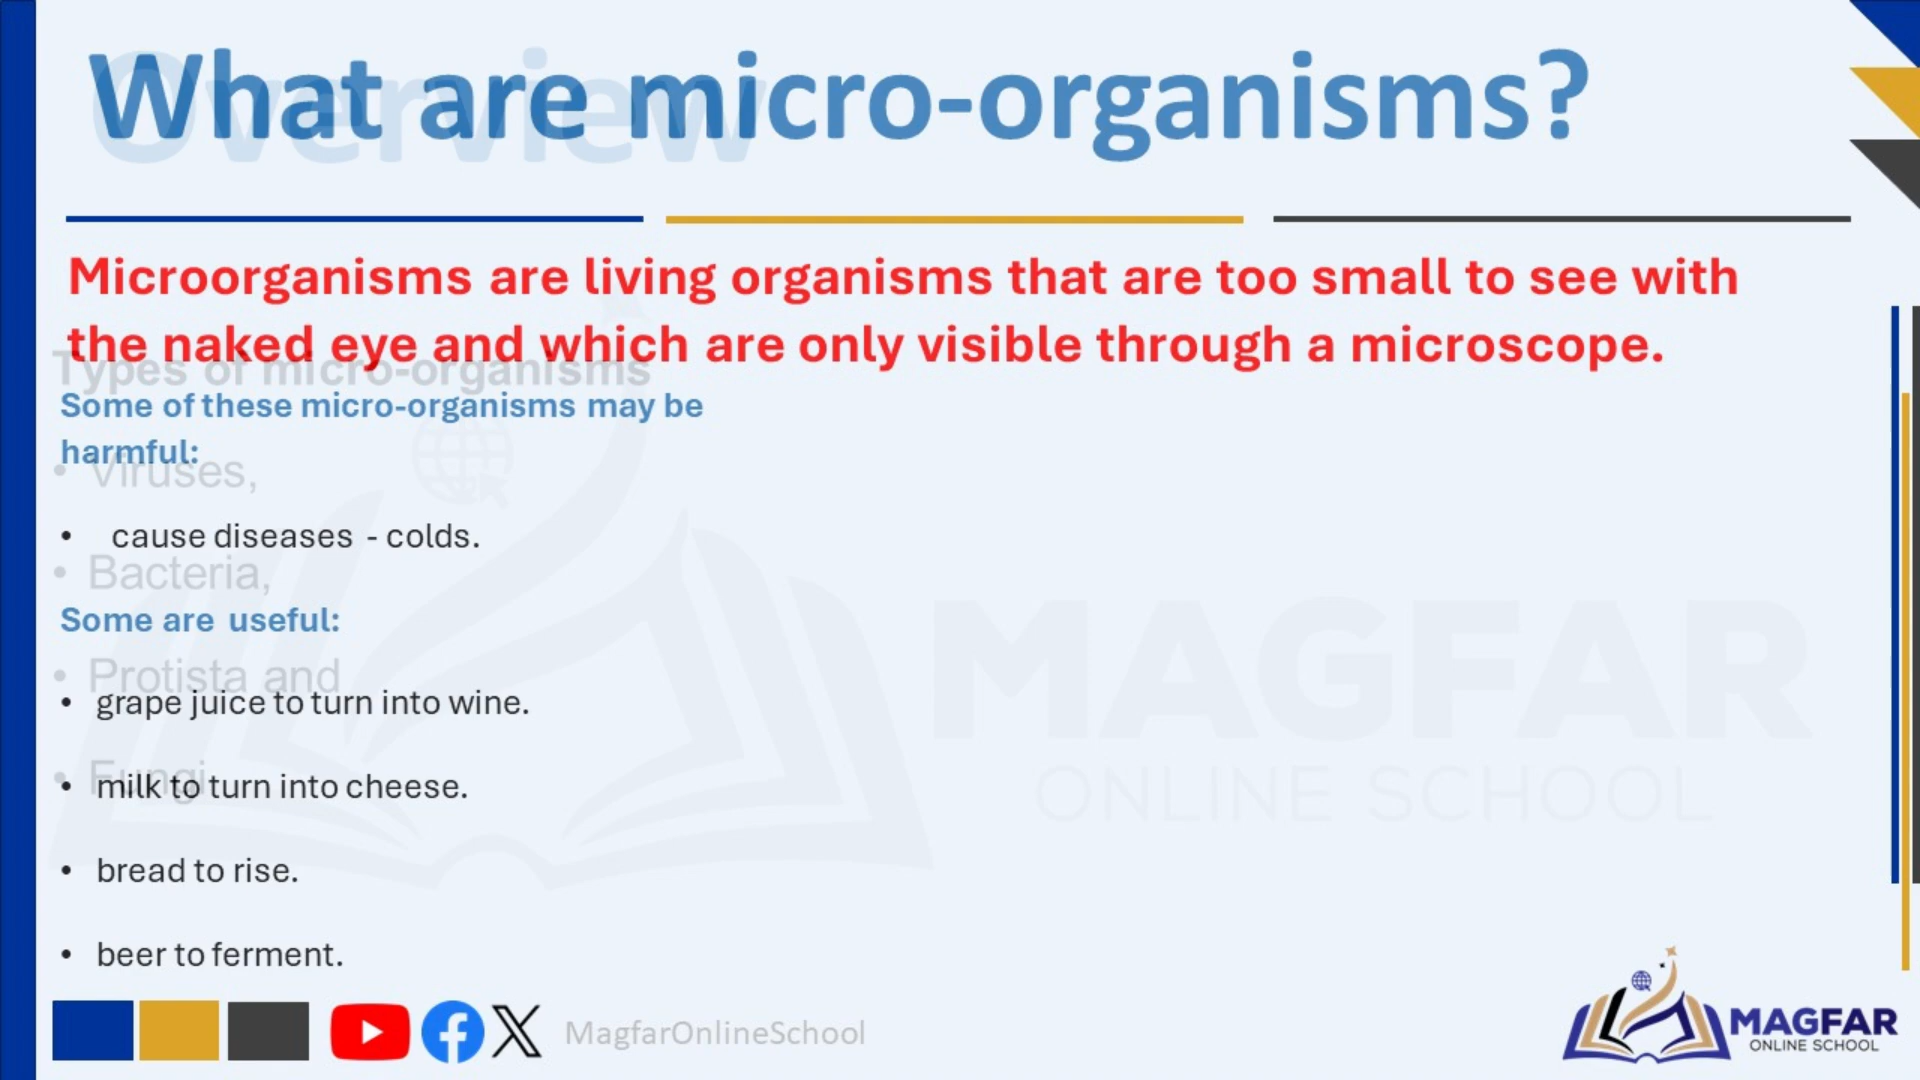 What are micro-organisms?
Overview
Microorganisms are living organisms that are too small to see with
the naked eye and which are only visible through a microscope.
Types of micro-organisms
Some of these micro-organisms may be
harmful:
• Viruses,
• cause diseases - colds.
• Bacteria,
Some are useful:
• Protista and
• grape juice to turn into wine.
• Fungi
• milk to turn into cheese.
• bread to rise.
• beer to ferment.
MAGFAR
ONLINE SCHOOL
MagfarOnlineSchool
MAGFAR
ONLINE SCHOOL